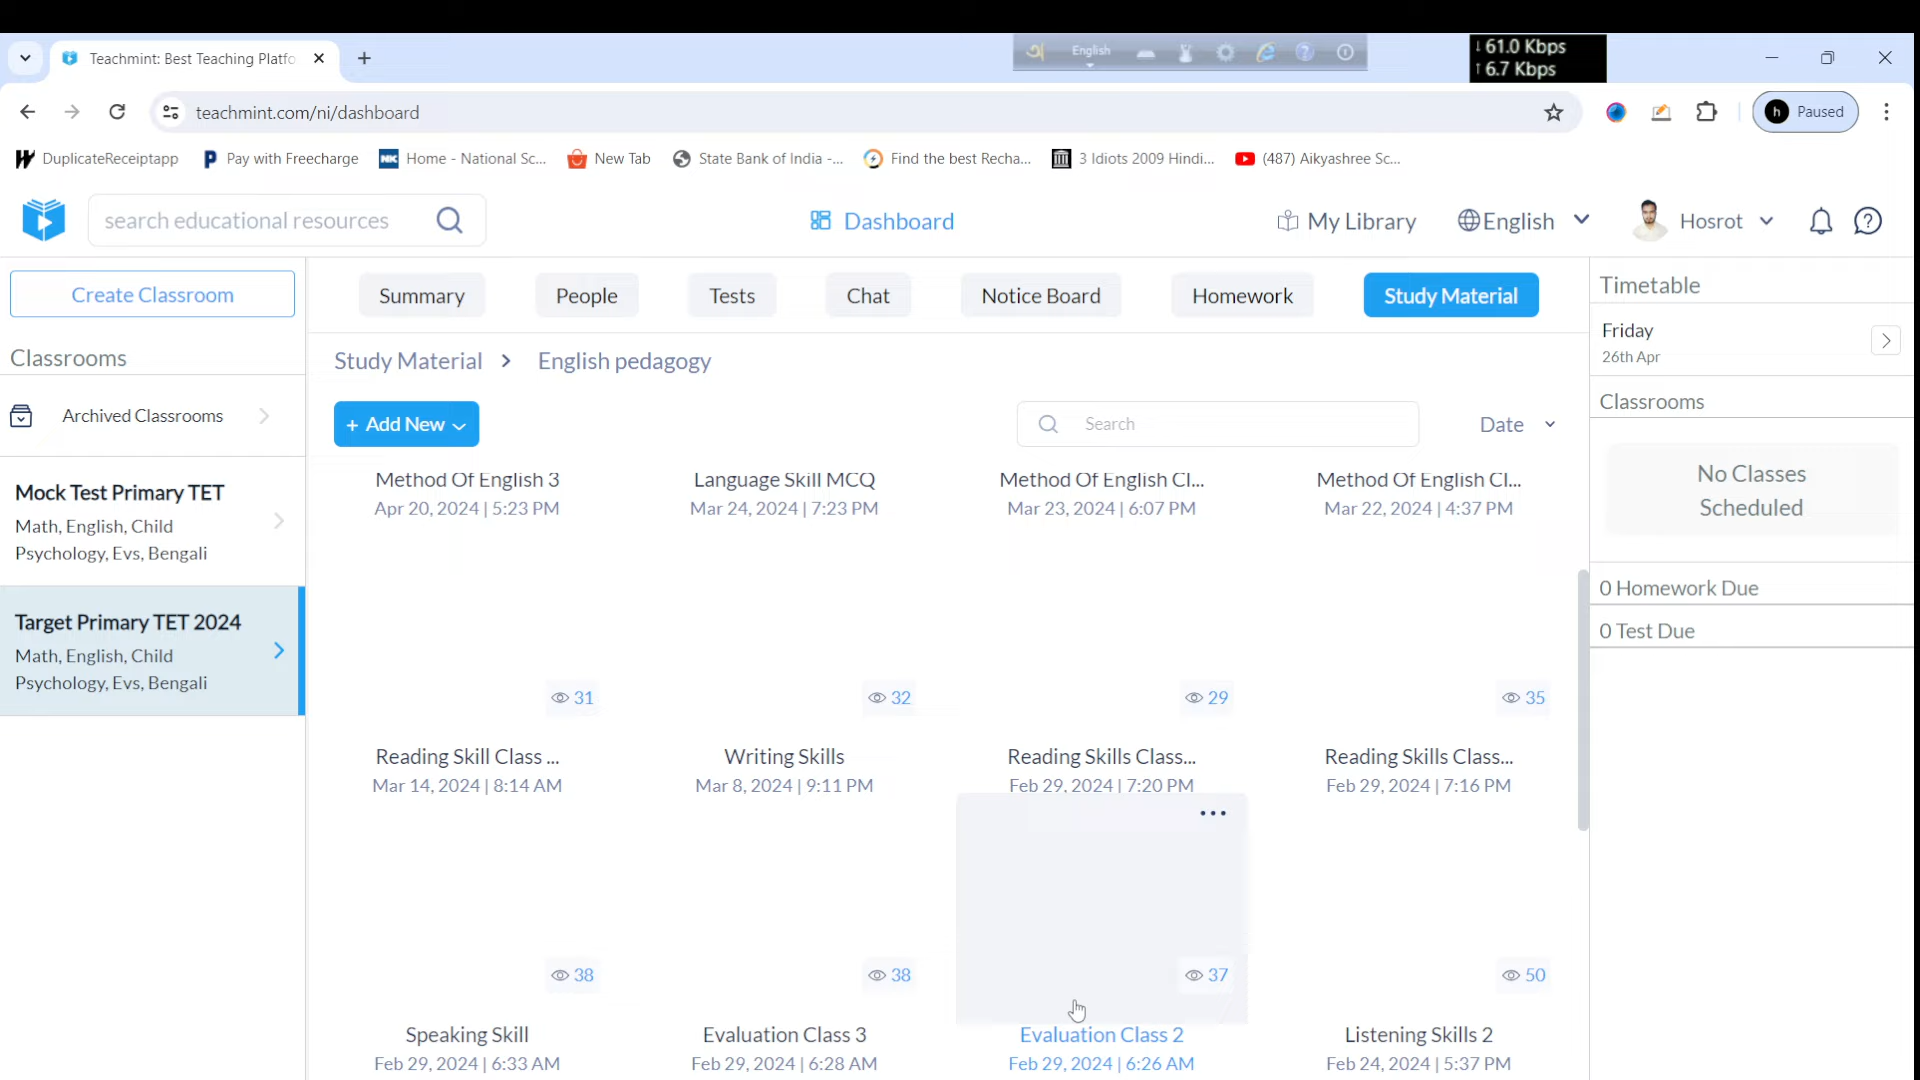 Teachmint: Best Teaching Platfo
English
↓ 61.0 Kbps
↑ 6.7 Kbps
teachmint.com/ni/dashboard
h Paused
DuplicateReceiptapp
Pay with Freecharge
Home - National Sc...
New Tab
State Bank of India -...
Find the best Recha...
3 Idiots 2009 Hindi...
(487) Aikyashree Sc...
search educational resources
Dashboard
My Library
English
Hosrot
Create Classroom
Summary
People
Tests
Chat
Notice Board
Homework
Study Material
Timetable
Friday
26th Apr
Classrooms
Study Material > English pedagogy
Archived Classrooms
+ Add New
Search
Date
Classrooms
No Classes
Scheduled
Mock Test Primary TET
Math, English, Child
Psychology, Evs, Bengali
Method Of English 3
Apr 20, 2024 | 5:23 PM
Language Skill MCQ
Mar 24, 2024 | 7:23 PM
Method Of English Cl...
Mar 23, 2024 | 6:07 PM
Method Of English Cl...
Mar 22, 2024 | 4:37 PM
0 Homework Due
0 Test Due
Target Primary TET 2024
Math, English, Child
Psychology, Evs, Bengali
31
Reading Skill Class ...
Mar 14, 2024 | 8:14 AM
32
Writing Skills
Mar 8, 2024 | 9:11 PM
29
Reading Skills Class...
Feb 29, 2024 | 7:20 PM
35
Reading Skills Class...
Feb 29, 2024 | 7:16 PM
38
Speaking Skill
Feb 29, 2024 | 6:33 AM
38
Evaluation Class 3
Feb 29, 2024 | 6:28 AM
37
Evaluation Class 2
Feb 29, 2024 | 6:26 AM
50
Listening Skills 2
Feb 24, 2024 | 5:37 PM